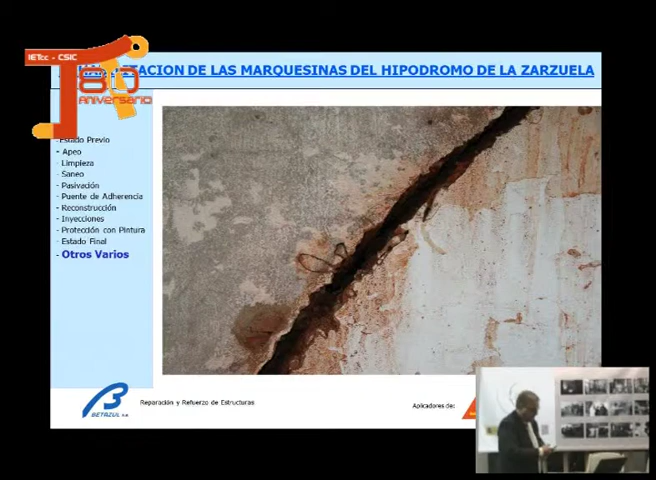 IETcc - CSIC
80
Aniversario
DE LAS MARQUESINAS DEL HIPODROMO DE LA ZARZUELA
- Estado Previo
- Apeo
- Limpieza
- Saneo
- Pasivación
- Puente de Adherencia
- Reconstrucción
- Inyecciones
- Protección con Pintura
- Estado Final
- Otros Varios
BETAZUL S.A.
Reparación y Refuerzo de Estructuras
Aplicadores de: